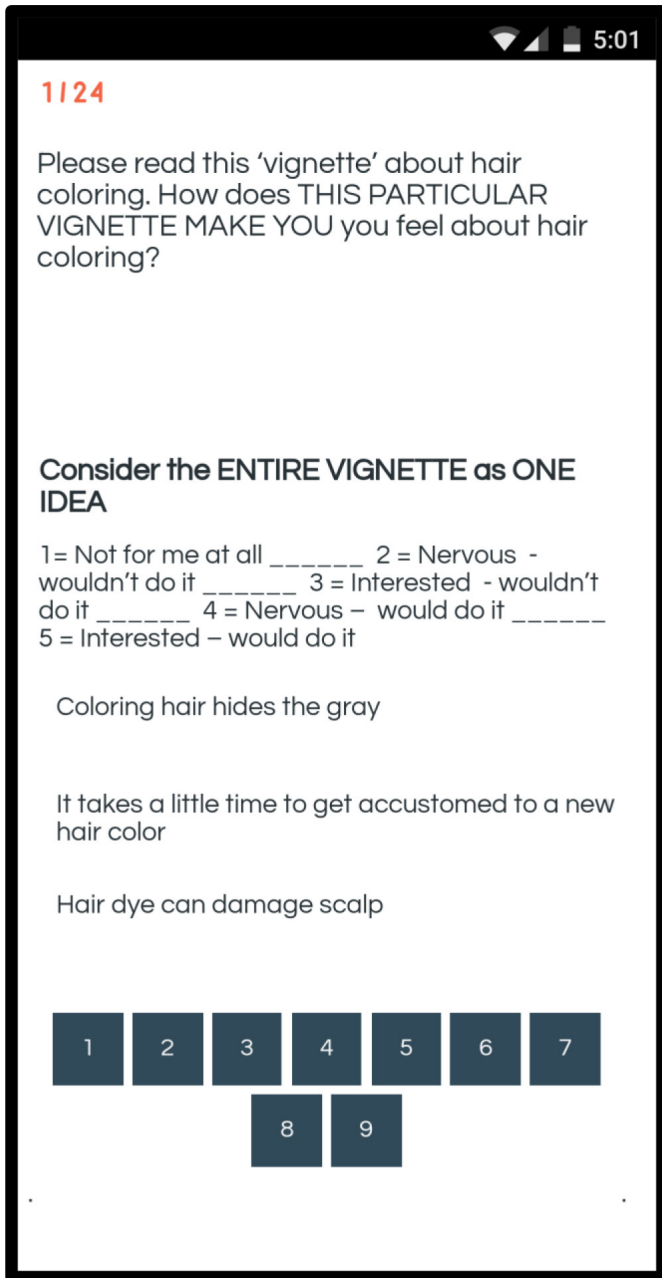 5:01
1 / 24
Please read this ‘vignette’ about hair
coloring. How does THIS PARTICULAR
VIGNETTE MAKE YOU you feel about hair
coloring?
Consider the ENTIRE VIGNETTE as ONE
IDEA
1= Not for me at all ______ 2 = Nervous -
wouldn’t do it ______ 3 = Interested - wouldn’t
do it ______ 4 = Nervous – would do it ______
5 = Interested – would do it
Coloring hair hides the gray
It takes a little time to get accustomed to a new
hair color
Hair dye can damage scalp
1 2 3 4 5 6 7
8 9
. .